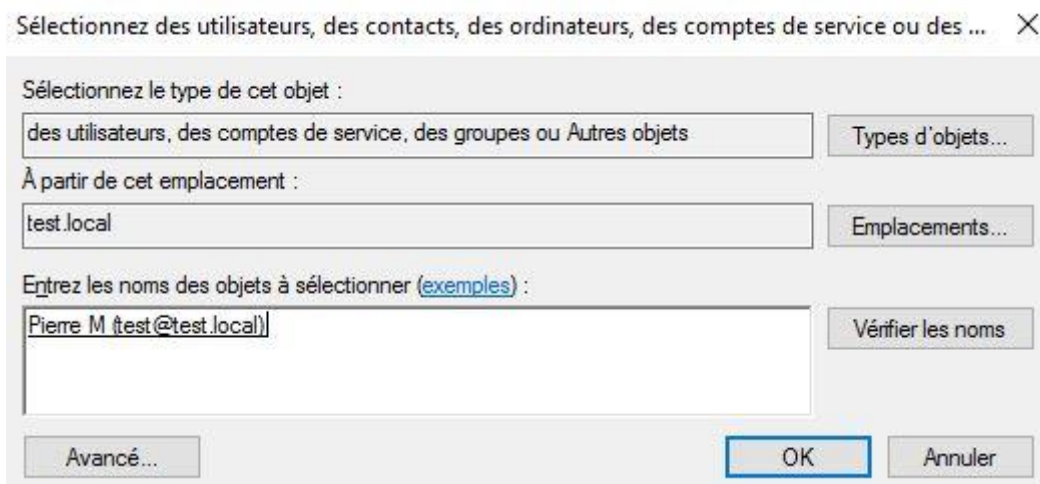 Sélectionnez des utilisateurs, des contacts, des ordinateurs, des comptes de service ou des ...
Sélectionnez le type de cet objet :
des utilisateurs, des comptes de service, des groupes ou Autres objets
Types d'objets...
À partir de cet emplacement :
test.local
Emplacements...
Entrez les noms des objets à sélectionner (exemples) :
Pierre M (test@test.local)
Vérifier les noms
Avancé...
OK
Annuler